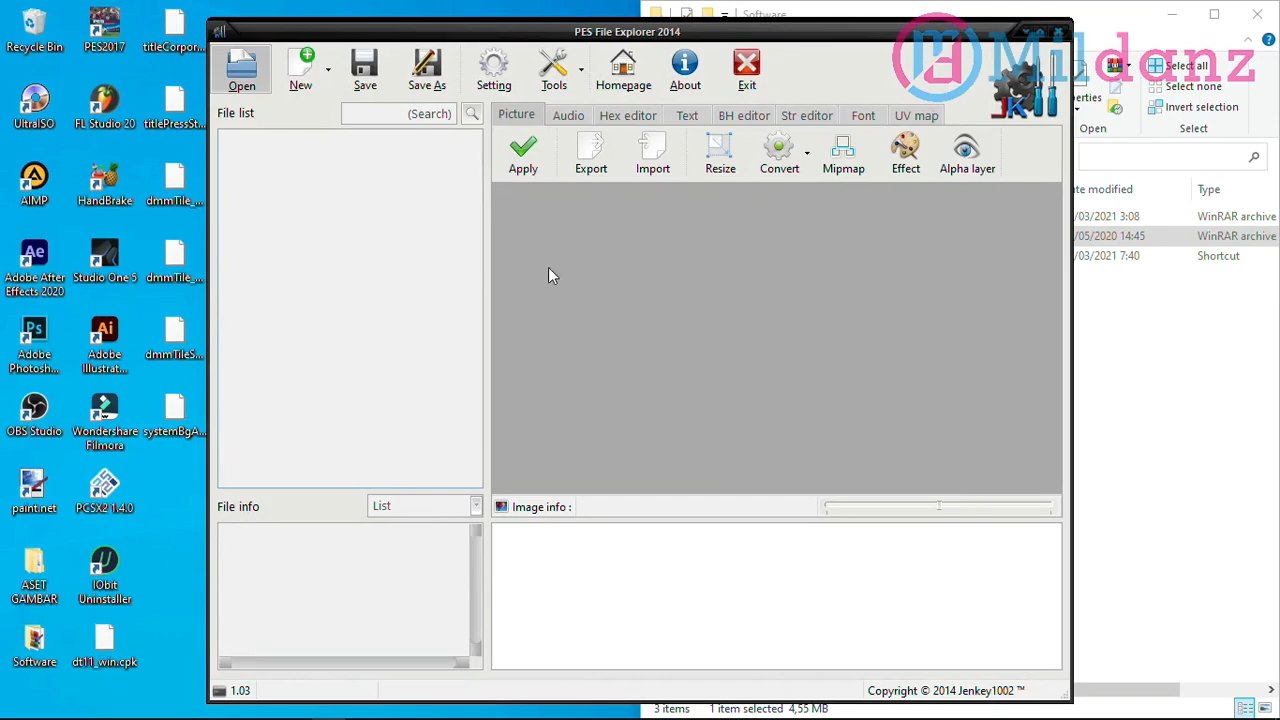 Recycle Bin
PES2017
titleCorpor...
UltraISO
FL Studio 20
titlePressSt...
AIMP
HandBrake
dmmTile_...
Adobe After
Effects 2020
Studio One 5
dmmTile_...
Adobe
Photosh...
Adobe
Illustrat...
dmmTileS...
OBS Studio
Wondershare
Filmora
systemBgA...
paint.net
PCSX2 1.4.0
ASET
GAMBAR
IObit
Uninstaller
Software
dt11_win.cpk
PES File Explorer 2014
Open
New
Save
Save As
Setting
Tools
Homepage
About
Exit
File list
(Search)
Picture
Audio
Hex editor
Text
BH editor
Str editor
Font
UV map
Apply
Export
Import
Resize
Convert
Mipmap
Effect
Alpha layer
File info
List
Image info :
1.03
Copyright © 2014 Jenkey1002 ™
JK
Mildanz
Software
Select all
Select none
Invert selection
perties
Open
Select
te modified
Type
/03/2021 3:08
WinRAR archive
/05/2020 14:45
WinRAR archive
/03/2021 7:40
Shortcut
3 items
1 item selected 4,55 MB